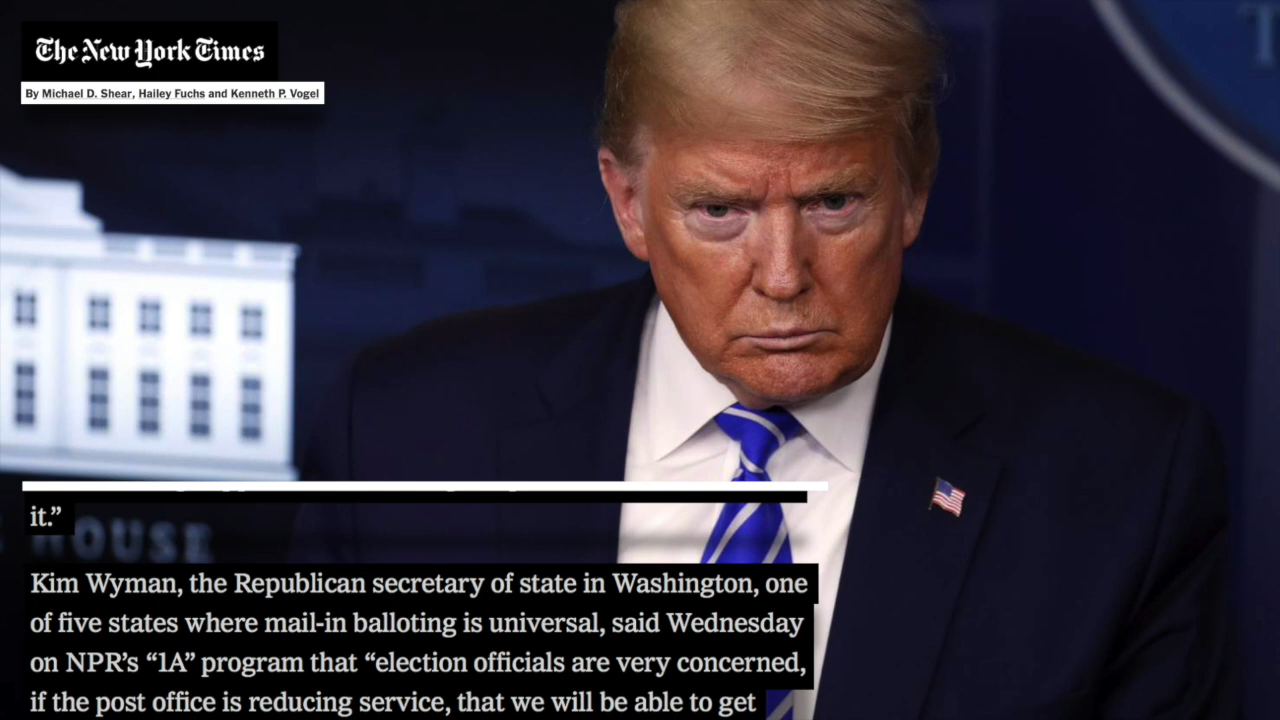 The New York Times
By Michael D. Shear, Hailey Fuchs and Kenneth P. Vogel
it.”
HOUSE
Kim Wyman, the Republican secretary of state in Washington, one
of five states where mail-in balloting is universal, said Wednesday
on NPR’s “1A” program that “election officials are very concerned,
if the post office is reducing service, that we will be able to get